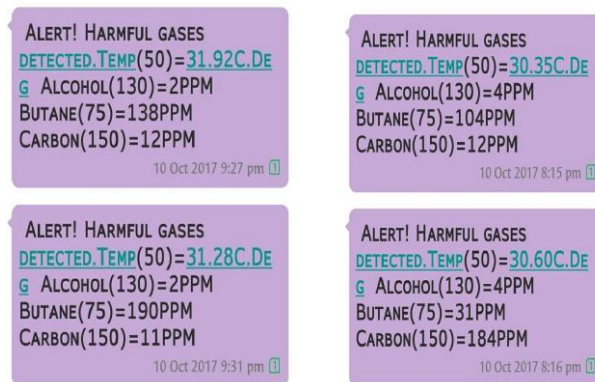 Alert! Harmful gases
detected.Temp(50)=31.92C.De
g Alcohol(130)=2PPM
Butane(75)=138PPM
Carbon(150)=12PPM
10 Oct 2017 9:27 pm 1
Alert! Harmful gases
detected.Temp(50)=30.35C.De
g Alcohol(130)=4PPM
Butane(75)=104PPM
Carbon(150)=12PPM
10 Oct 2017 8:15 pm 1
Alert! Harmful gases
detected.Temp(50)=31.28C.De
g Alcohol(130)=2PPM
Butane(75)=190PPM
Carbon(150)=11PPM
10 Oct 2017 9:31 pm 1
Alert! Harmful gases
detected.Temp(50)=30.60C.De
g Alcohol(130)=4PPM
Butane(75)=31PPM
Carbon(150)=184PPM
10 Oct 2017 8:16 pm 1